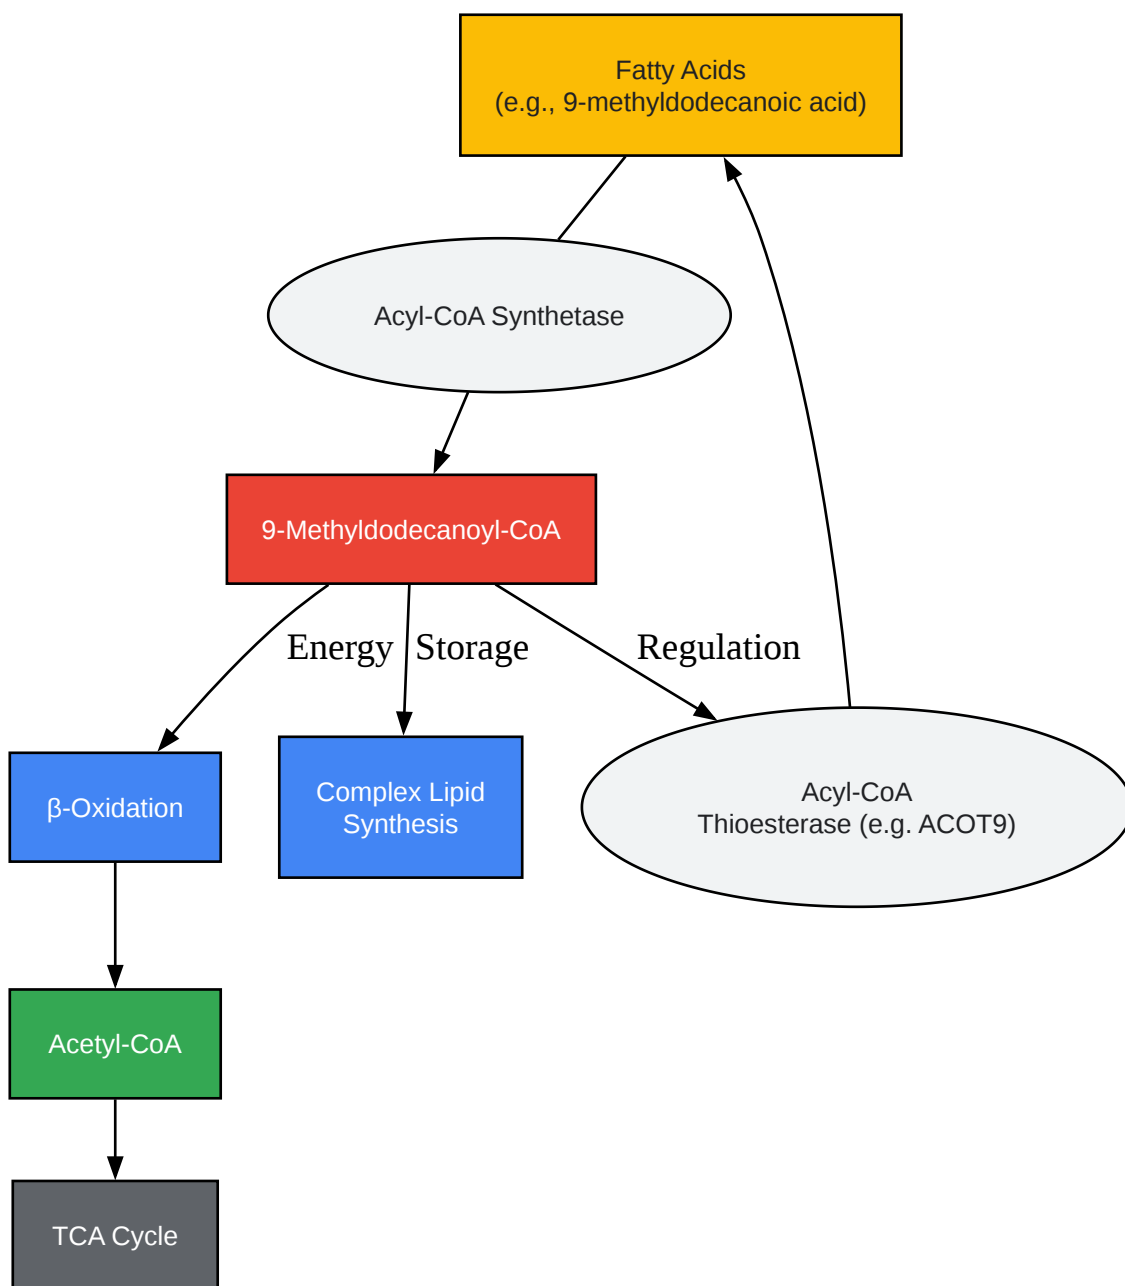 Fatty Acids
(e.g., 9-methyldodecanoic acid)
Acyl-CoA Synthetase
9-Methyldodecanoyl-CoA
Energy
Storage
Regulation
β-Oxidation
Complex Lipid
Synthesis
Acyl-CoA
Thioesterase (e.g. ACOT9)
Acetyl-CoA
TCA Cycle